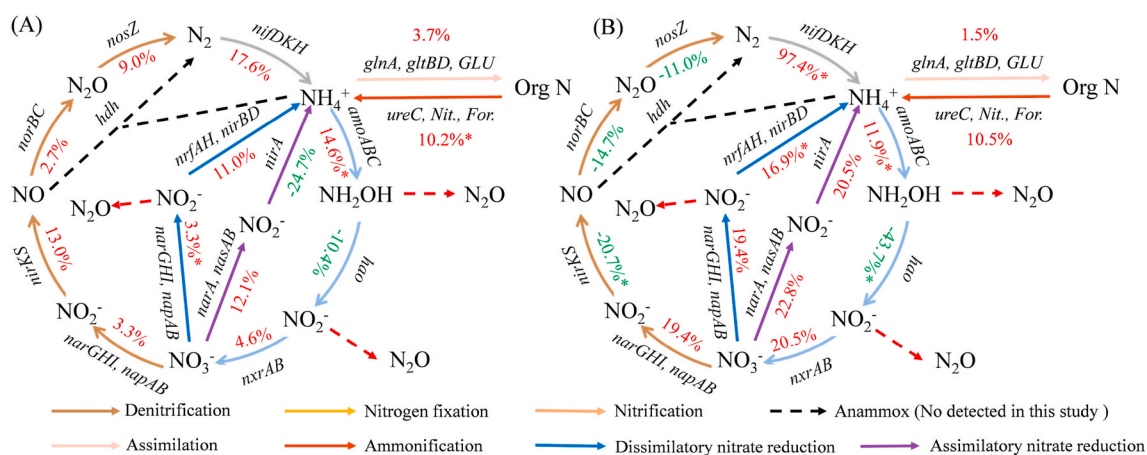 (A)
nosZ
N₂
nifDKH
3.7%
9.0%
17.6%
glnA, gltBD, GLU
N₂O
hdh
NH₄⁺
Org N
norBC
nrfAH, nirBD
ureC, Nit., For.
amoABC
10.2%*
2.7%
11.0%
nirA
-24.7%
14.6%*
NO
N₂O
NO₂⁻
NH₂OH
N₂O
13.0%
3.3%*
NO₂⁻
-10.4%
nirKS
narGHI, napAB
narA, nasAB
hao
12.1%
NO₂⁻
3.3%
NO₂⁻
4.6%
narGHI, napAB
NO₃⁻
nxrAB
N₂O
(B)
nosZ
N₂
nifDKH
1.5%
-11.0%
97.4%*
glnA, gltBD, GLU
N₂O
hdh
NH₄⁺
Org N
norBC
nrfAH, nirBD
ureC, Nit., For.
amoABC
10.5%
-14.7%
16.9%*
nirA
20.5%
11.9%*
NO
N₂O
NO₂⁻
NH₂OH
N₂O
-20.7%*
19.4%
NO₂⁻
-43.7%*
nirKS
narGHI, napAB
narA, nasAB
hao
22.8%
NO₂⁻
19.4%
NO₂⁻
20.5%
narGHI, napAB
NO₃⁻
nxrAB
N₂O
Denitrification
Nitrogen fixation
Nitrification
Anammox (No detected in this study )
Assimilation
Ammonification
Dissimilatory nitrate reduction
Assimilatory nitrate reduction